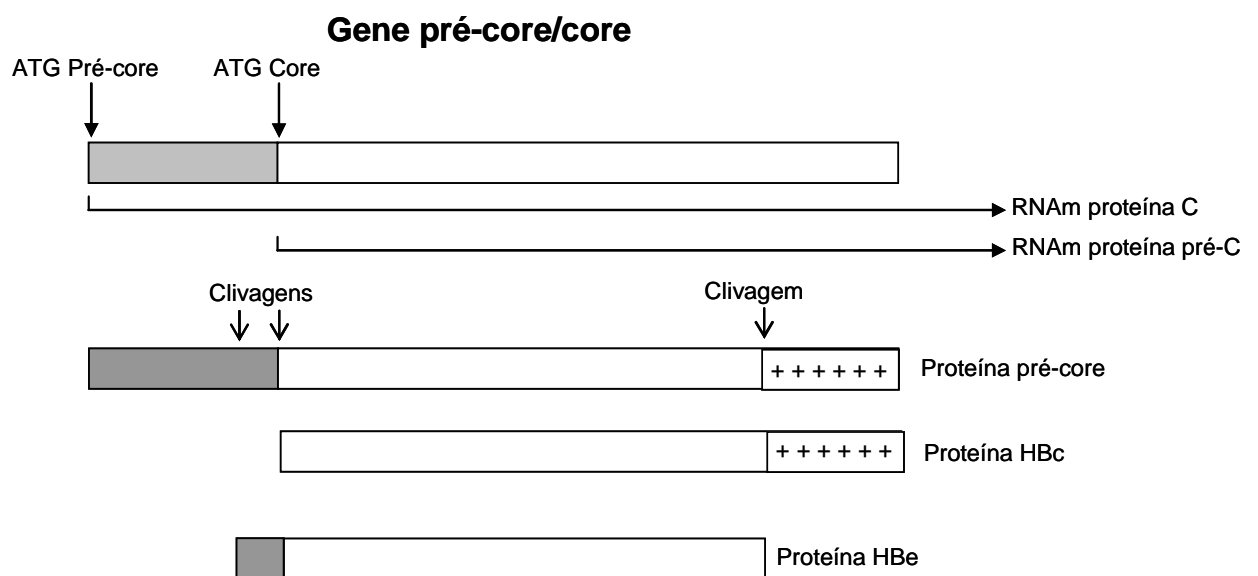 Gene pré-core/core
ATG Pré-core ATG Core
RNAm proteína C
RNAm proteína pré-C
Clivagens Clivagem
+ + + + + + Proteína pré-core
+ + + + + + Proteína HBc
Proteína HBe